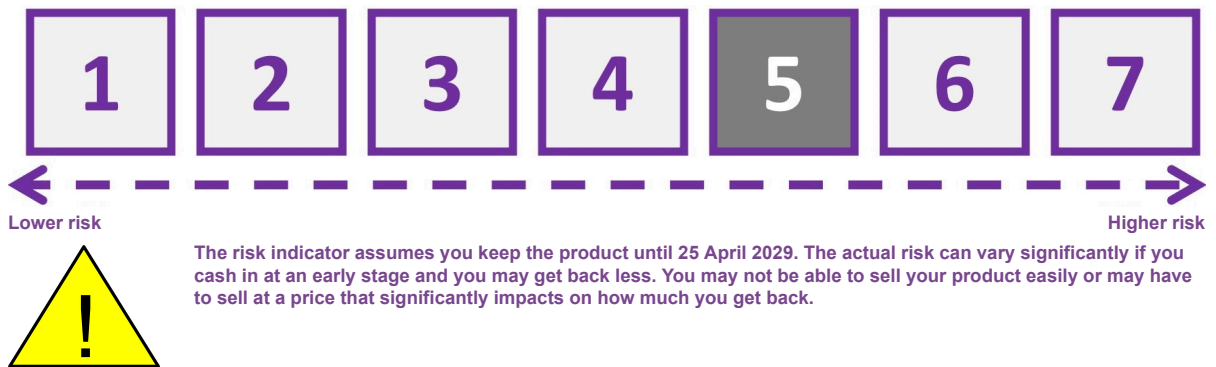 1 2 3 4 5 6 7
Lower risk Higher risk
The risk indicator assumes you keep the product until 25 April 2029. The actual risk can vary significantly if you
cash in at an early stage and you may get back less. You may not be able to sell your product easily or may have
to sell at a price that significantly impacts on how much you get back.
!